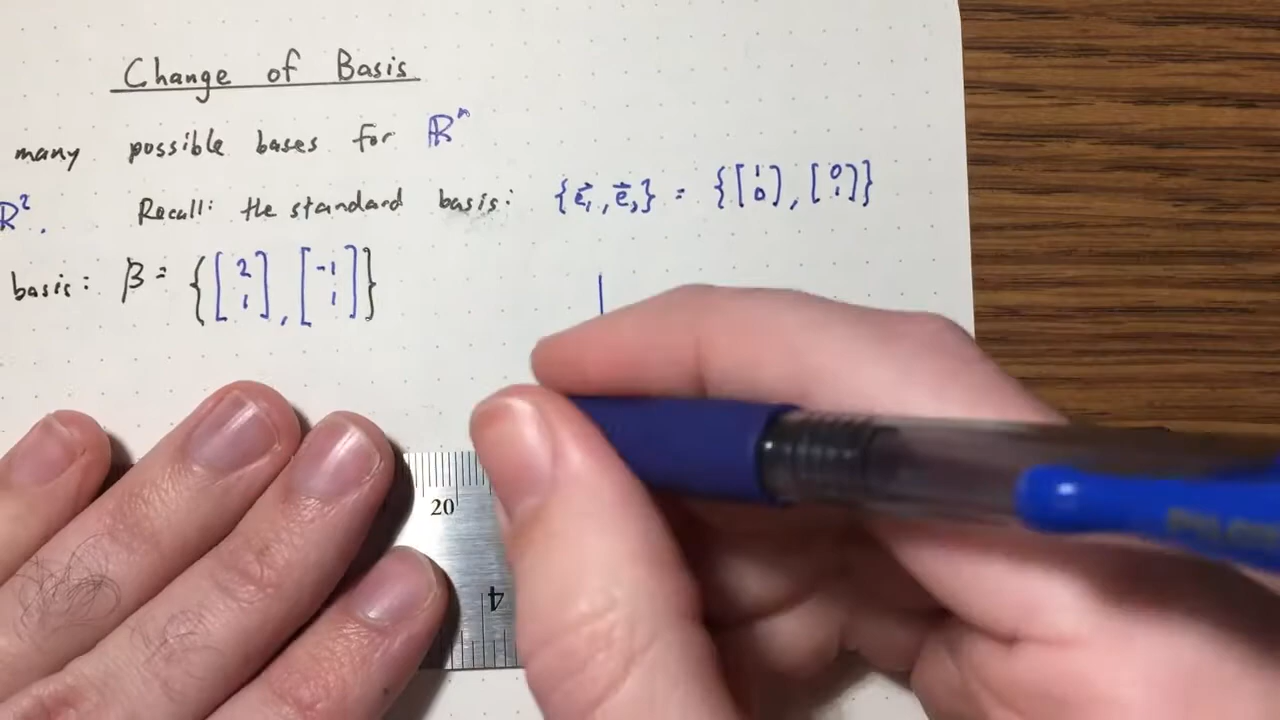 Change of Basis
many possible bases for ℝⁿ
ℝ². Recall: the standard basis: {e⃗₁, e⃗₂} = {[1 0], [0 1]}
basis: β = {[2 1], [-1 1]}
20
4